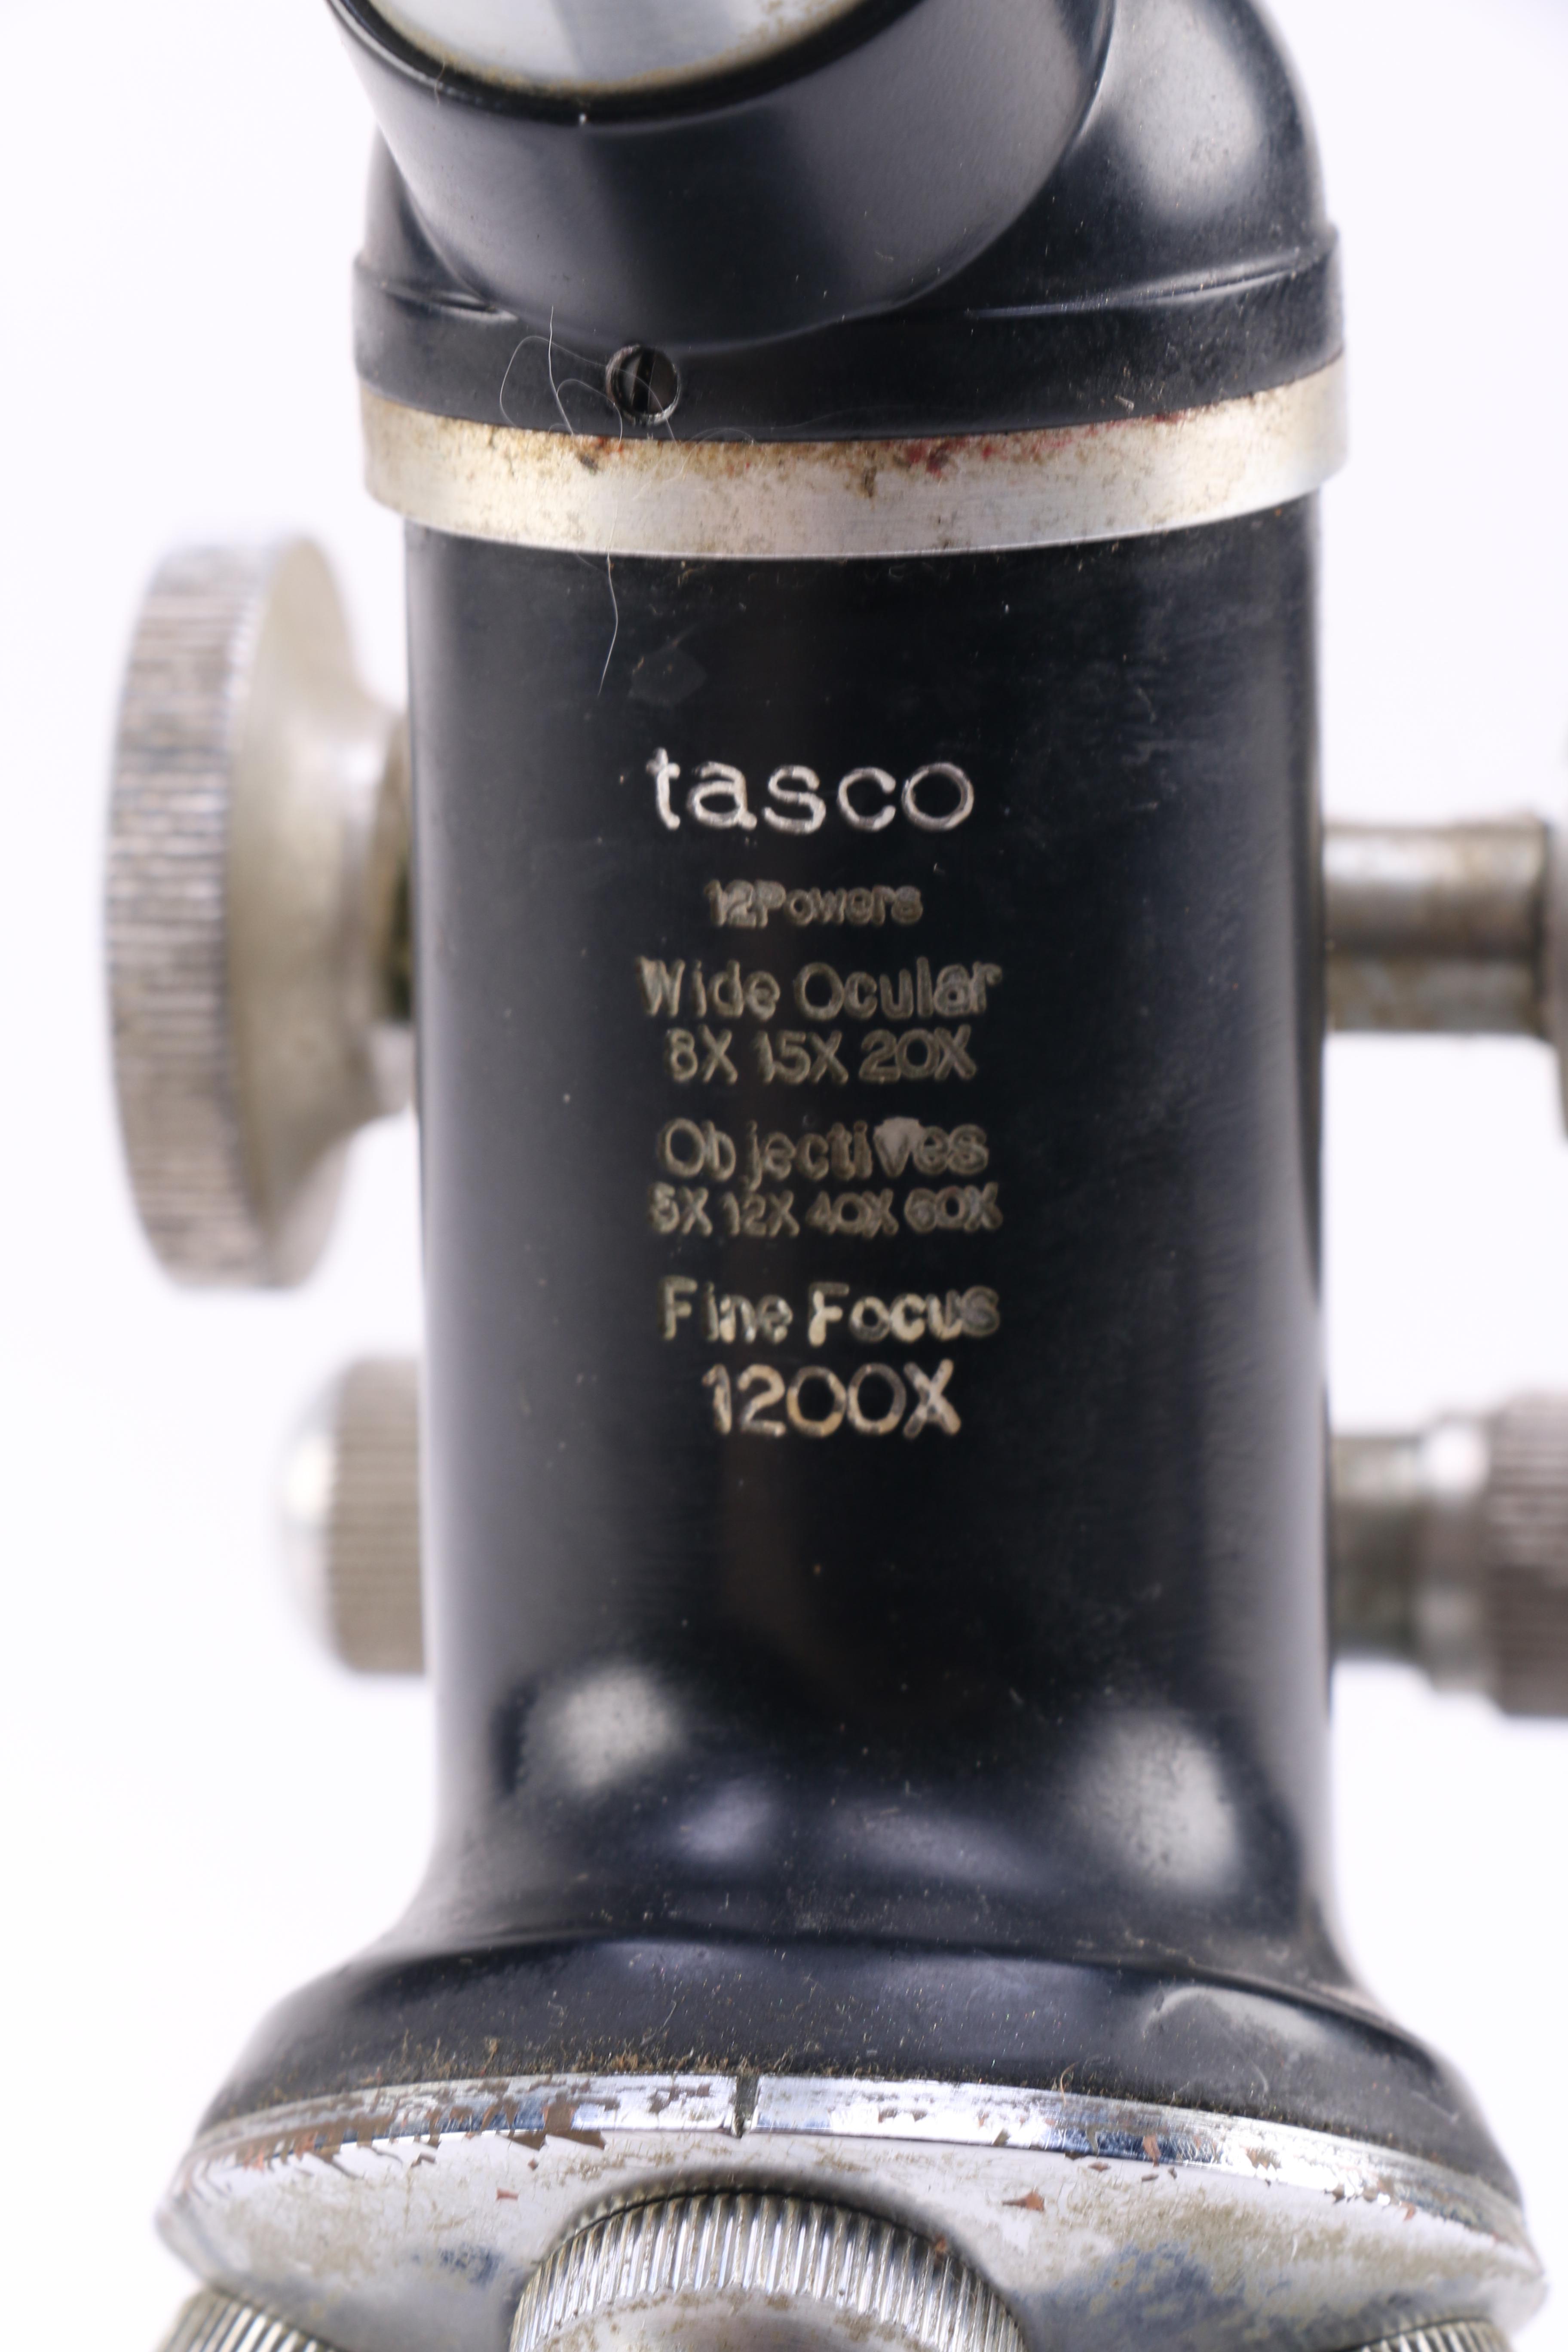 tasco
12Powers
Wide Ocular
8X 15X 20X
Objectives
5X 12X 40X 60X
Fine Focus
1200X